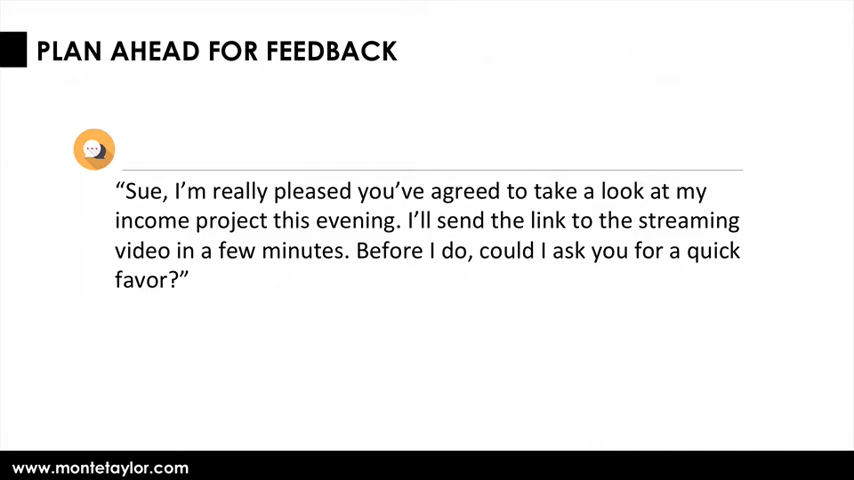 PLAN AHEAD FOR FEEDBACK
“Sue, I’m really pleased you’ve agreed to take a look at my
income project this evening. I’ll send the link to the streaming
video in a few minutes. Before I do, could I ask you for a quick
favor?”
www.montetaylor.com